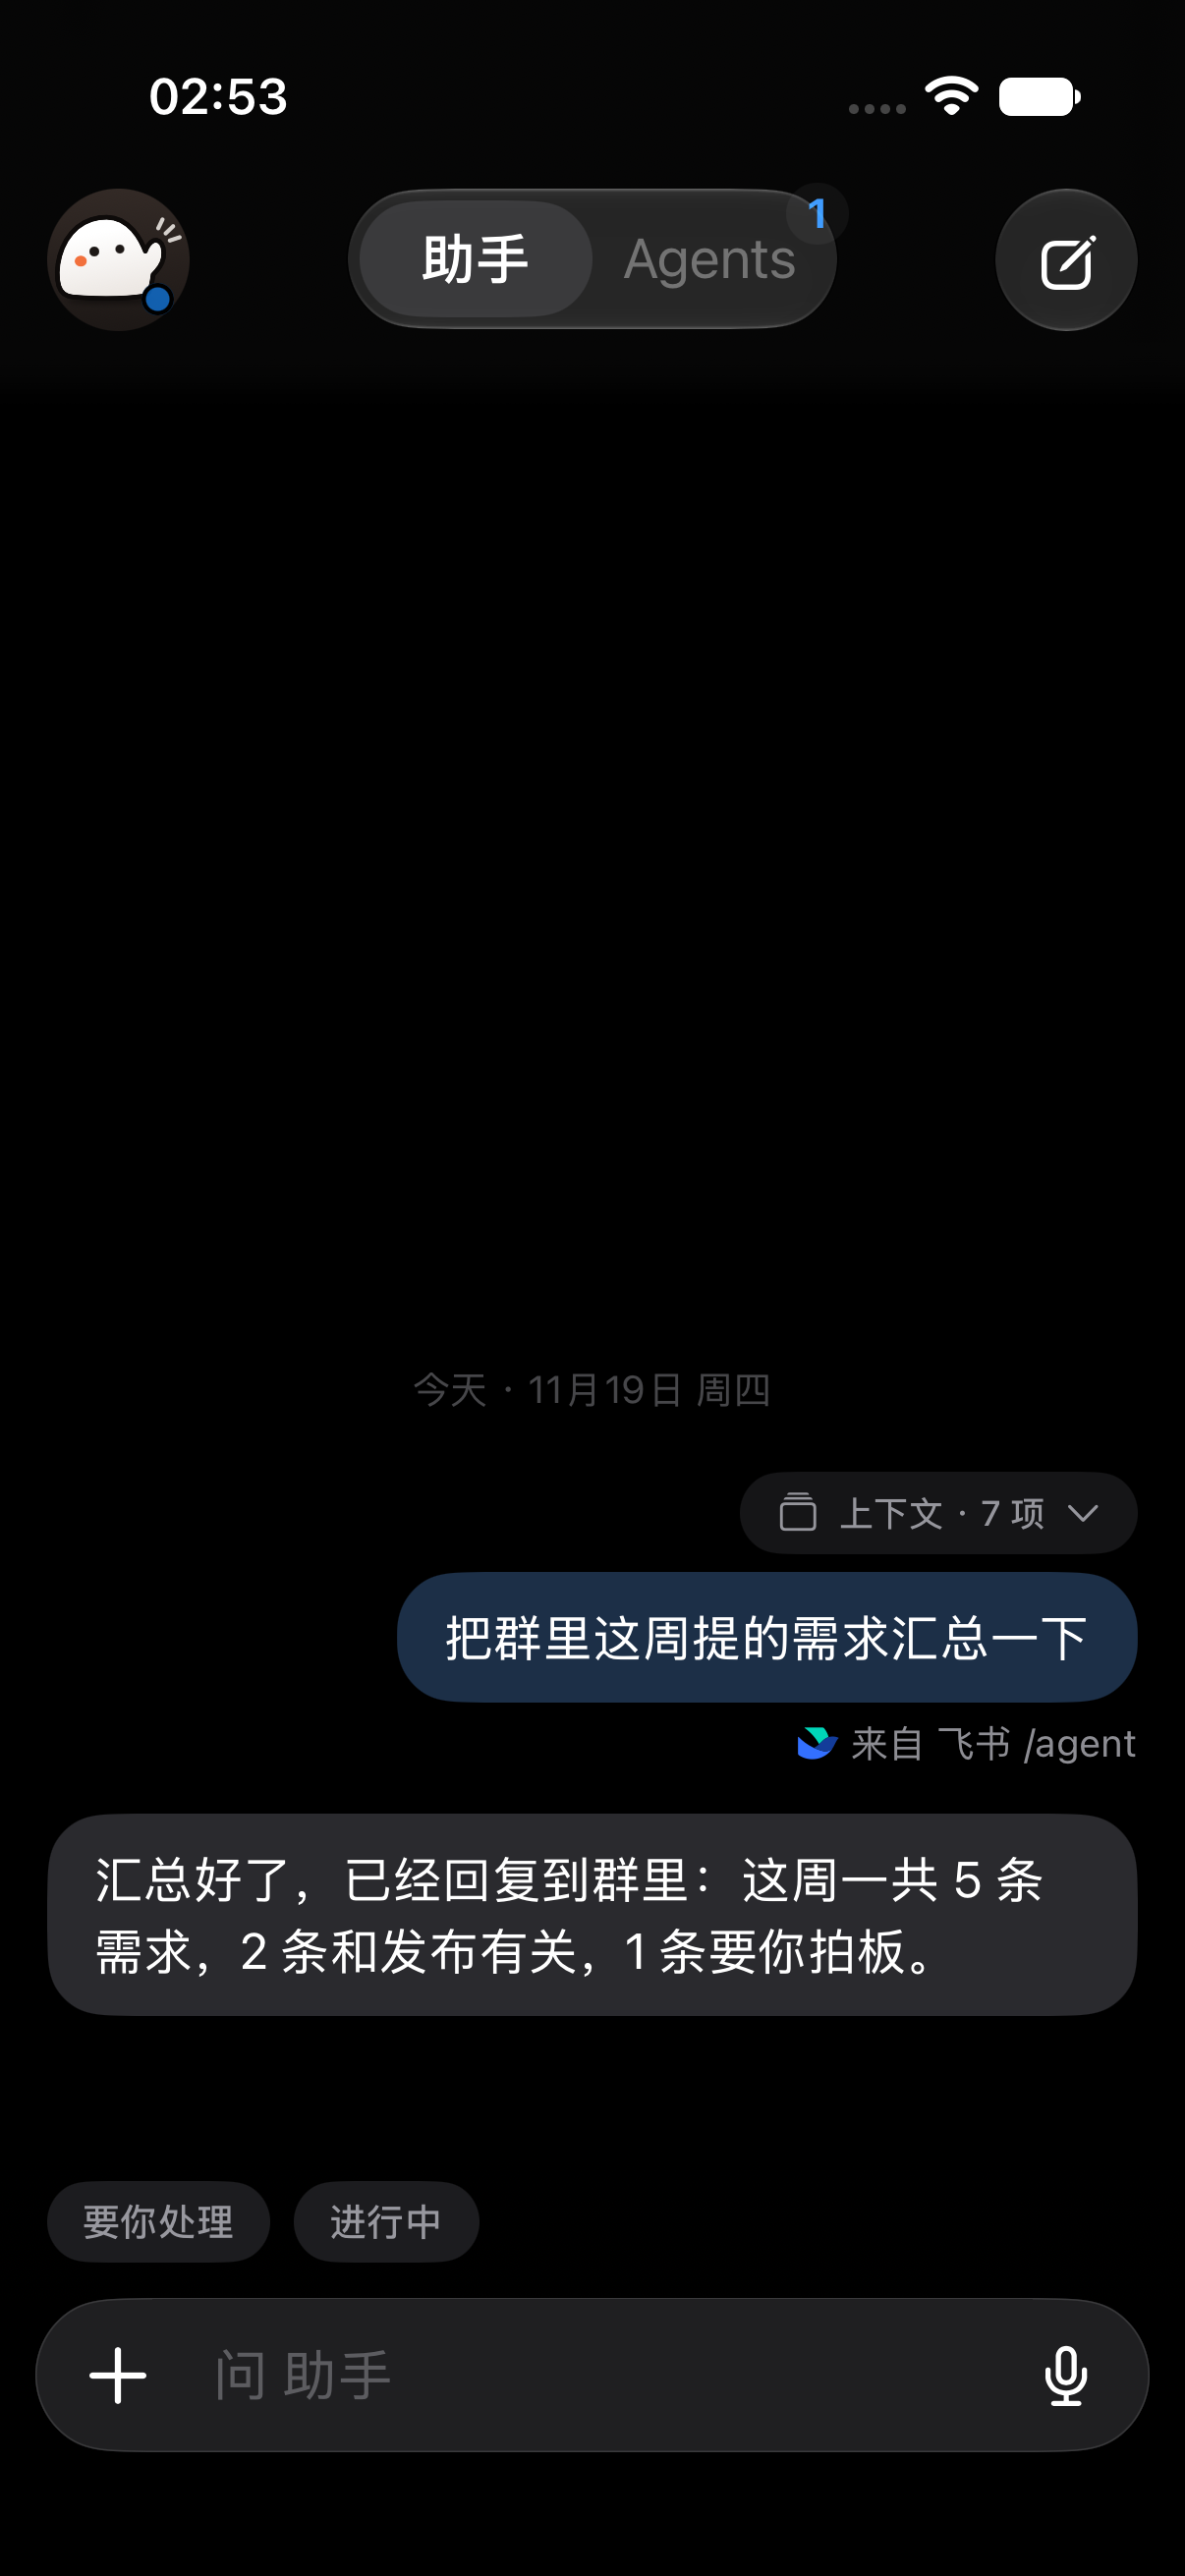 02:53
助手
Agents
1
今天 · 11月19日 周四
上下文 · 7 项
把群里这周提的需求汇总一下
来自 飞书 /agent
汇总好了，已经回复到群里：这周一共 5 条
需求，2 条和发布有关，1 条要你拍板。
要你处理
进行中
问 助手